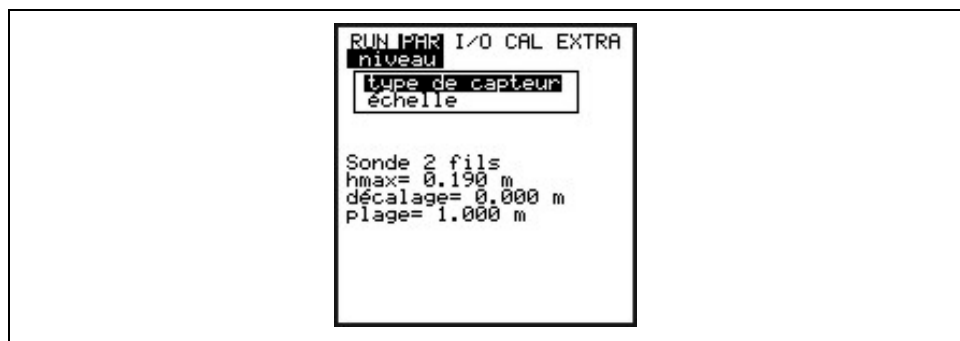 RUN PAR I/O CAL EXTRA
niveau
type de capteur
échelle
Sonde 2 fils
hmax= 0.190 m
décalage= 0.000 m
plage= 1.000 m